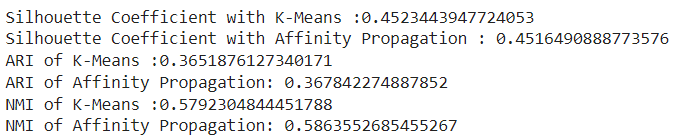 Silhouette Coefficient with K-Means :0.4523443947724053
Silhouette Coefficient with Affinity Propagation : 0.4516490888773576
ARI of K-Means :0.3651876127340171
ARI of Affinity Propagation: 0.367842274887852
NMI of K-Means :0.5792304844451788
NMI of Affinity Propagation: 0.5863552685455267